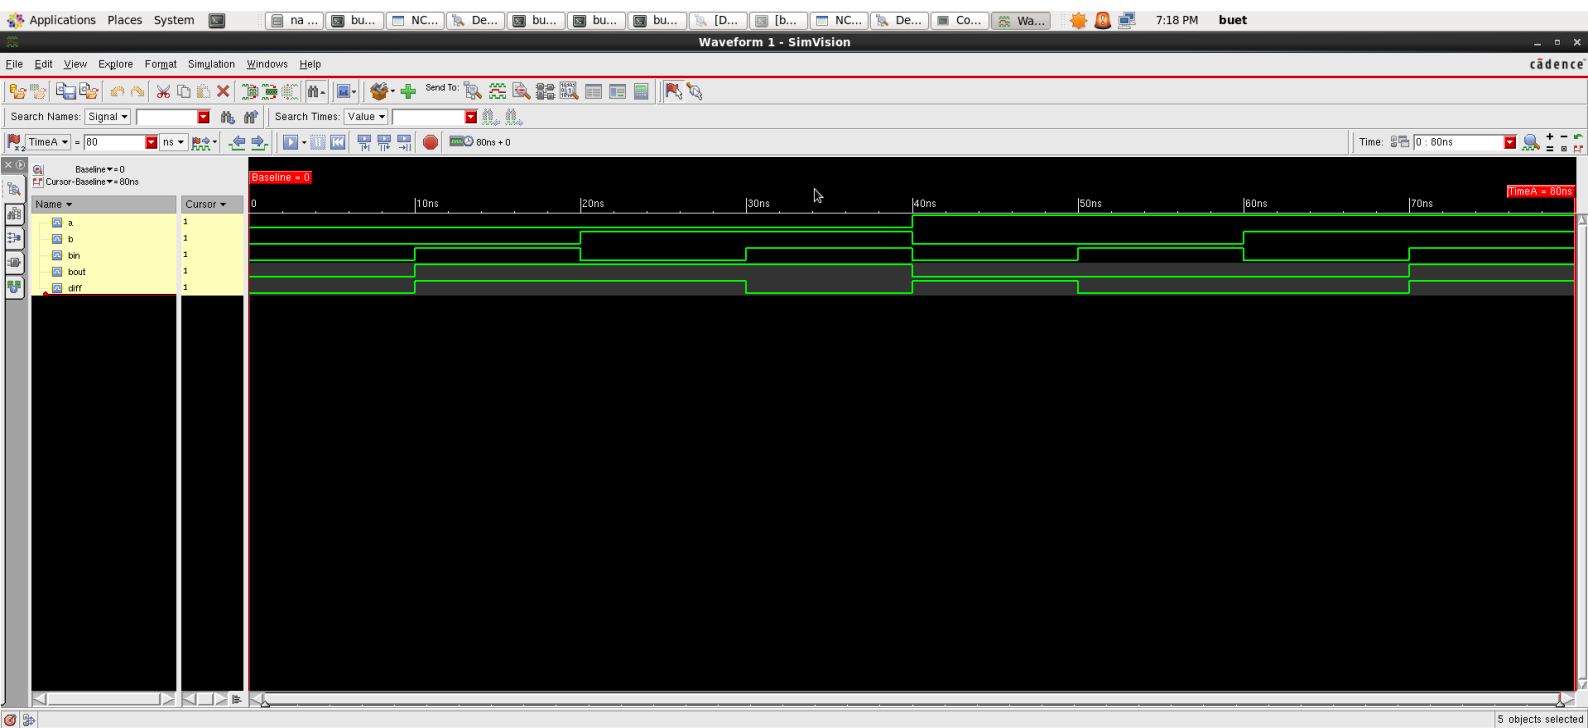 Applications Places System na ... bu... NC... De... bu... bu... bu... [D... [b... NC... De... Co... Wa... 7:18 PM buet
Waveform 1 - SimVision
File Edit View Explore Format Simulation Windows Help cādence
Send To:
Search Names: Signal Search Times: Value
TimeA = 80 ns 80ns + 0 Time: 0 : 80ns
Baseline = 0
Cursor-Baseline = 80ns
Baseline = 0
TimeA = 80ns
Name Cursor 0 10ns 20ns 30ns 40ns 50ns 60ns 70ns
a 1
b 1
bin 1
bout 1
diff 1
5 objects selected